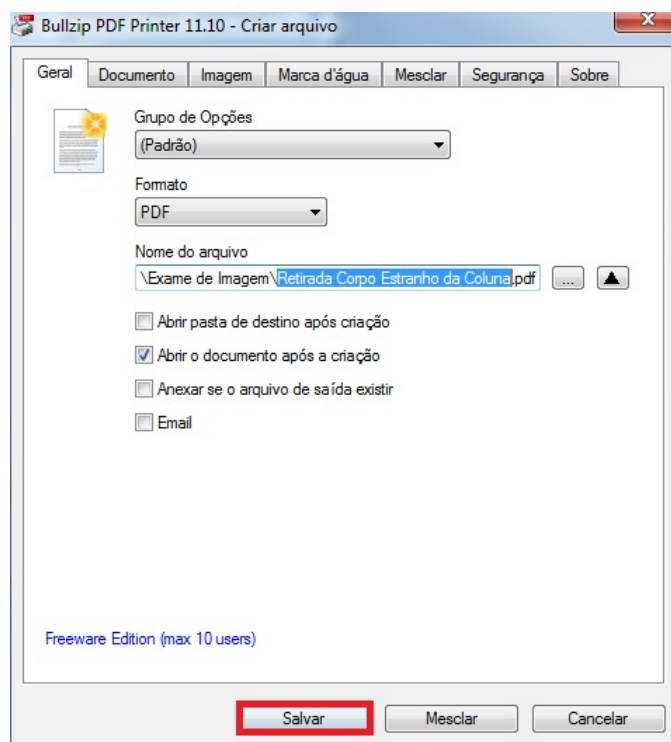 Bullzip PDF Printer 11.10 - Criar arquivo
Geral Documento Imagem Marca d'água Mesclar Segurança Sobre
Grupo de Opções
(Padrão)
Formato
PDF
Nome do arquivo
\Exame de Imagem\Retirada Corpo Estranho da Coluna.pdf ...
Abrir pasta de destino após criação
Abrir o documento após a criação
Anexar se o arquivo de saída existir
Email
Freeware Edition (max 10 users)
Salvar Mesclar Cancelar